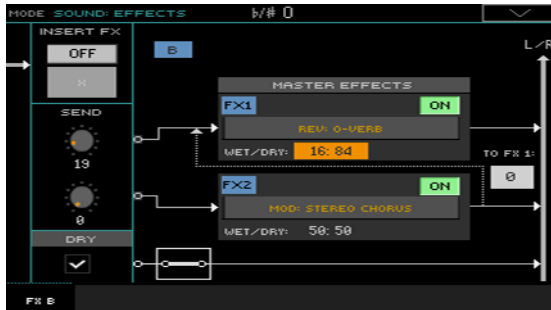 MODE SOUND: EFFECTS b/# 0
INSERT FX
OFF
B
L/R
MASTER EFFECTS
FX1 ON
SEND
REV: O-VERB
WET/DRY: 16: 84
TO FX 1:
19
0
FX2 ON
MOD: STEREO CHORUS
0
WET/DRY: 50: 50
DRY
FX B